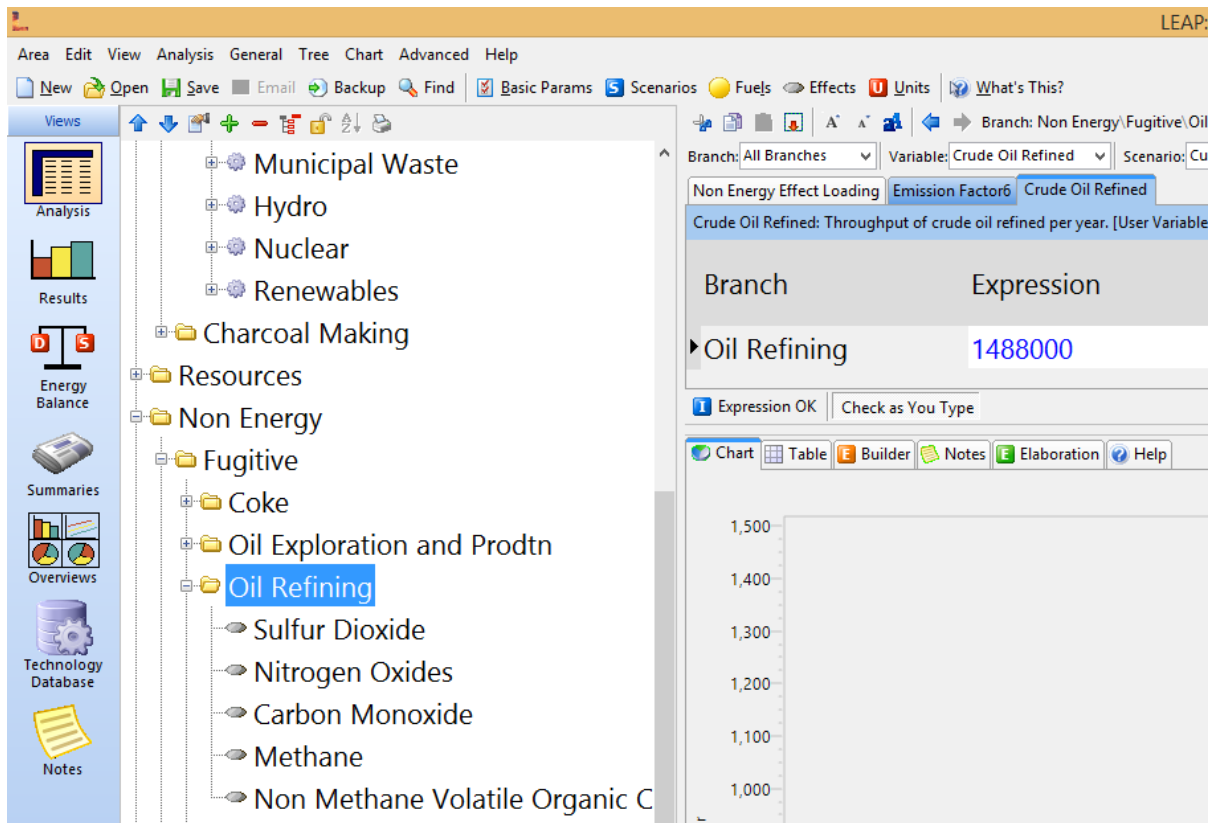 LEAP:
Area Edit View Analysis General Tree Chart Advanced Help
New Open Save Email Backup Find Basic Params Scenarios Fuels Effects Units What's This?
Views
Analysis
Results
Energy
Balance
Summaries
Overviews
Technology
Database
Notes
Municipal Waste
Hydro
Nuclear
Renewables
Charcoal Making
Resources
Non Energy
Fugitive
Coke
Oil Exploration and Prodtn
Oil Refining
Sulfur Dioxide
Nitrogen Oxides
Carbon Monoxide
Methane
Non Methane Volatile Organic C
Branch: Non Energy\Fugitive\Oil
Branch: All Branches Variable: Crude Oil Refined Scenario: Cu
Non Energy Effect Loading Emission Factor6 Crude Oil Refined
Crude Oil Refined: Throughput of crude oil refined per year. [User Variable
Branch Expression
Oil Refining 1488000
Expression OK Check as You Type
Chart Table Builder Notes Elaboration Help
1,500
1,400
1,300
1,200
1,100
1,000